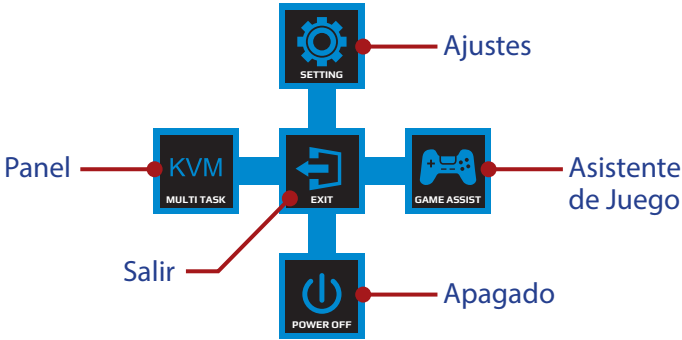 SETTING
Ajustes
Panel
KVM
MULTI TASK
EXIT
GAME ASSIST
Asistente
de Juego
Salir
POWER OFF
Apagado